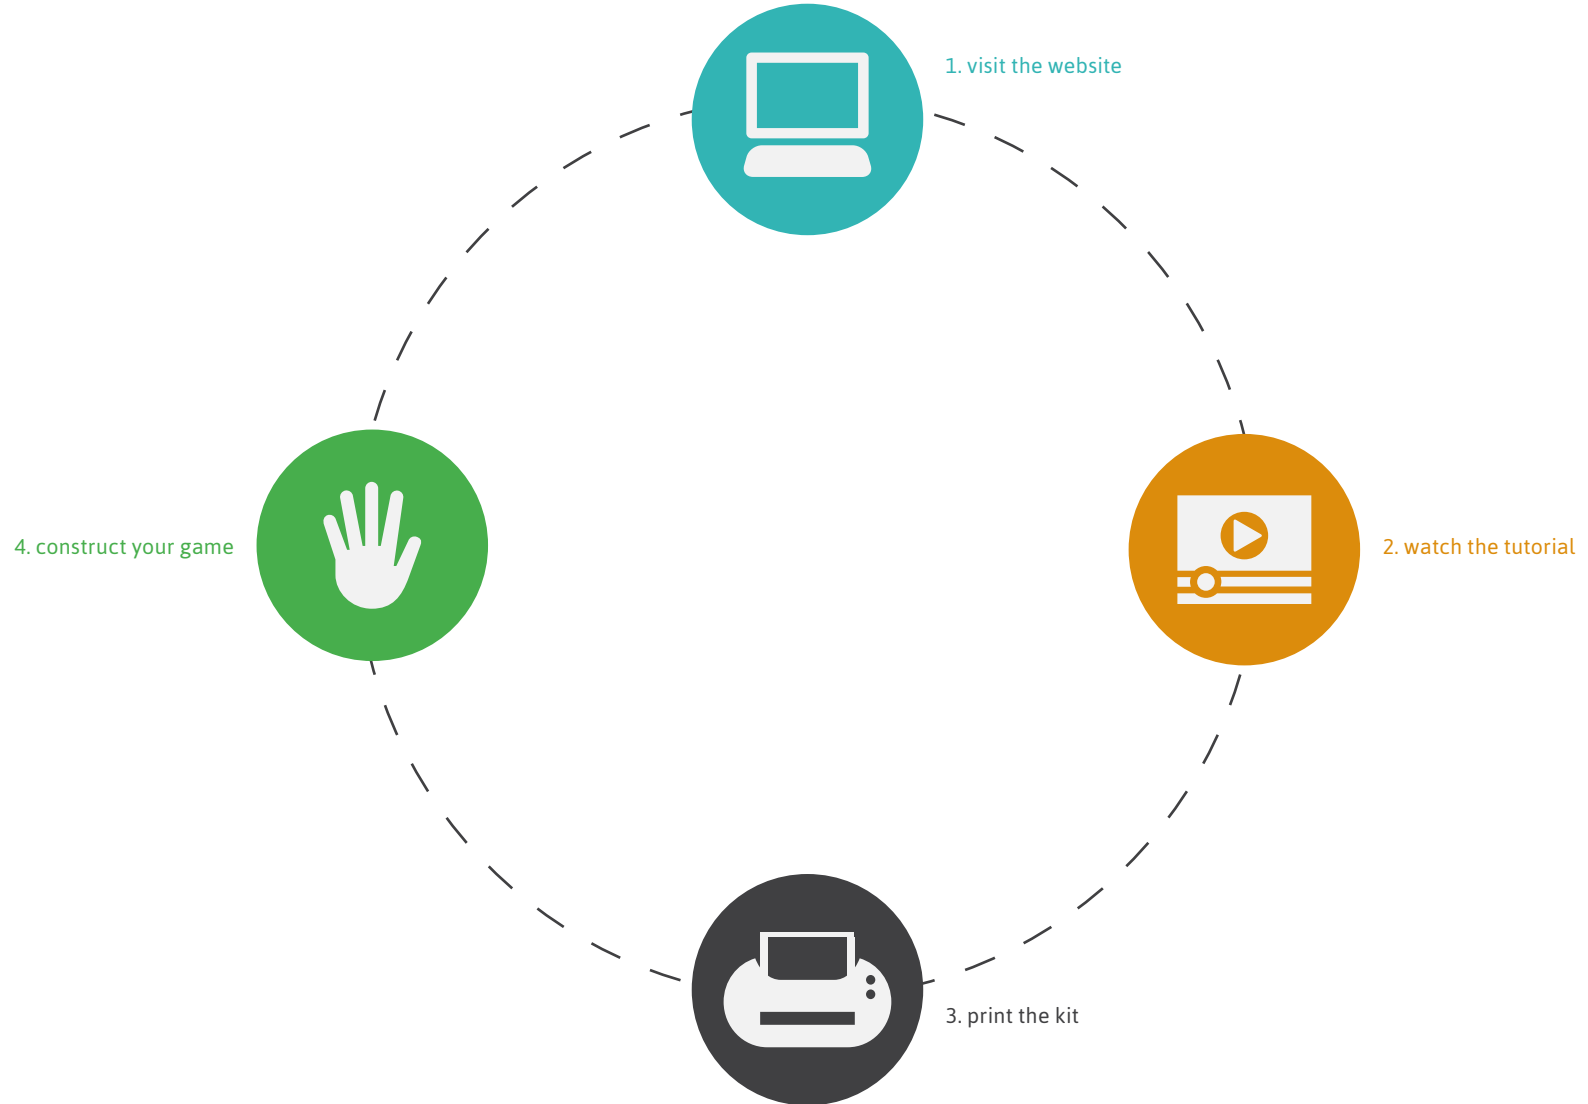 1. visit the website
2. watch the tutorial
3. print the kit
4. construct your game